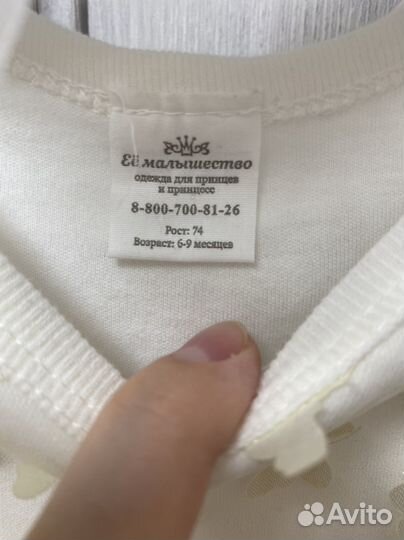 Её малышество
одежда для принцев
и принцесс
8-800-700-81-26
Рост: 74
Возраст: 6-9 месяцев
Avito